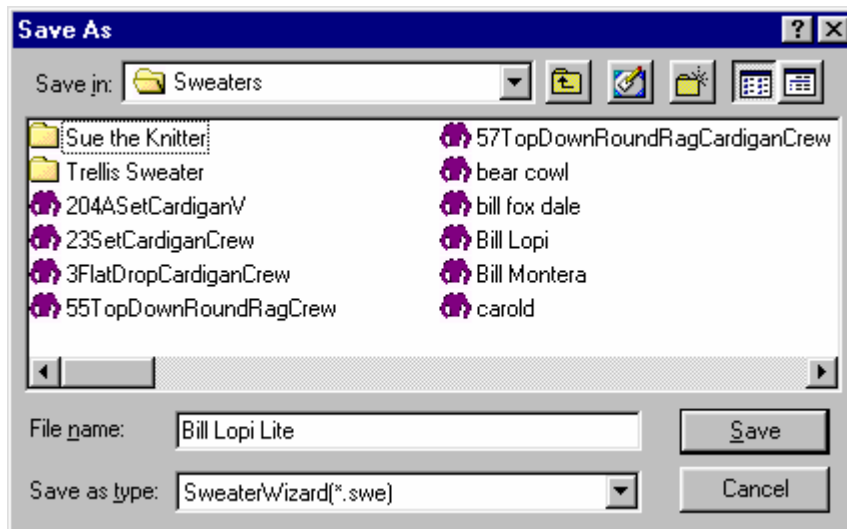 Save As
Save in: Sweaters
Sue the Knitter
Trellis Sweater
204ASetCardiganV
23SetCardiganCrew
3FlatDropCardiganCrew
55TopDownRoundRagCrew
57TopDownRoundRagCardiganCrew
bear cowl
bill fox dale
Bill Lopi
Bill Montera
carold
File name: Bill Lopi Lite
Save
Save as type: SweaterWizard(*.swe)
Cancel